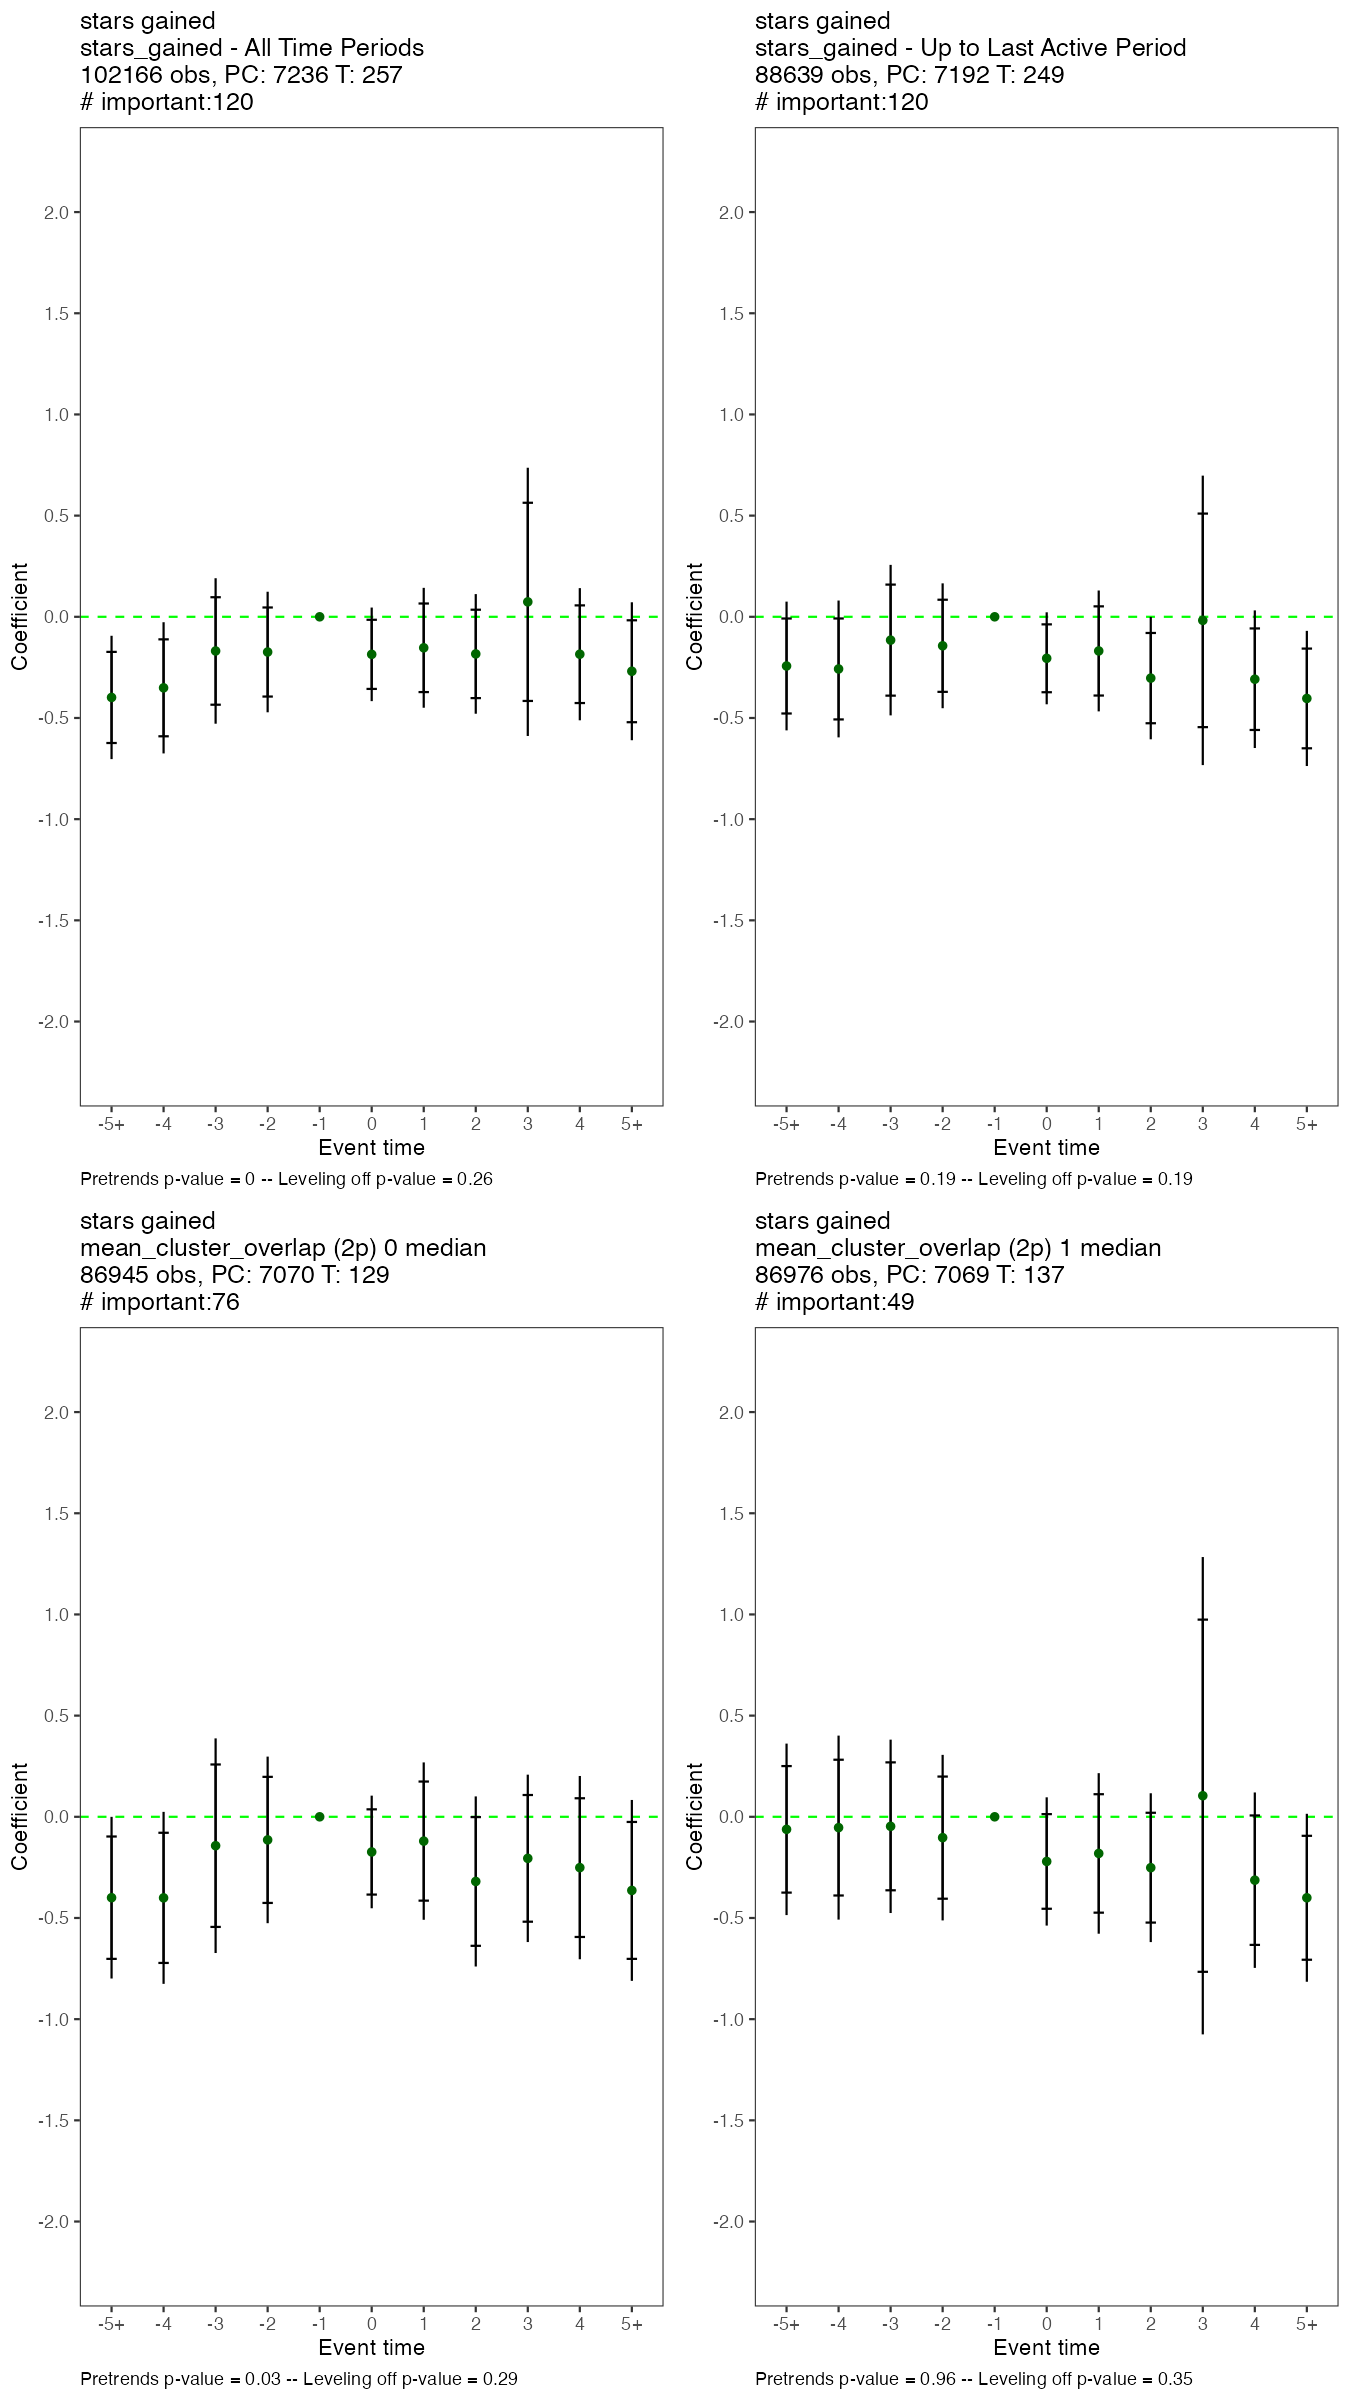 stars gained
stars_gained - All Time Periods
102166 obs, PC: 7236 T: 257
# important:120
2.0
1.5
1.0
0.5
0.0
-0.5
-1.0
-1.5
-2.0
Coefficient
-5+ -4 -3 -2 -1 0 1 2 3 4 5+
Event time
Pretrends p-value = 0 -- Leveling off p-value = 0.26
stars gained
stars_gained - Up to Last Active Period
88639 obs, PC: 7192 T: 249
# important:120
2.0
1.5
1.0
0.5
0.0
-0.5
-1.0
-1.5
-2.0
Coefficient
-5+ -4 -3 -2 -1 0 1 2 3 4 5+
Event time
Pretrends p-value = 0.19 -- Leveling off p-value = 0.19
stars gained
mean_cluster_overlap (2p) 0 median
86945 obs, PC: 7070 T: 129
# important:76
2.0
1.5
1.0
0.5
0.0
-0.5
-1.0
-1.5
-2.0
Coefficient
-5+ -4 -3 -2 -1 0 1 2 3 4 5+
Event time
Pretrends p-value = 0.03 -- Leveling off p-value = 0.29
stars gained
mean_cluster_overlap (2p) 1 median
86976 obs, PC: 7069 T: 137
# important:49
2.0
1.5
1.0
0.5
0.0
-0.5
-1.0
-1.5
-2.0
Coefficient
-5+ -4 -3 -2 -1 0 1 2 3 4 5+
Event time
Pretrends p-value = 0.96 -- Leveling off p-value = 0.35